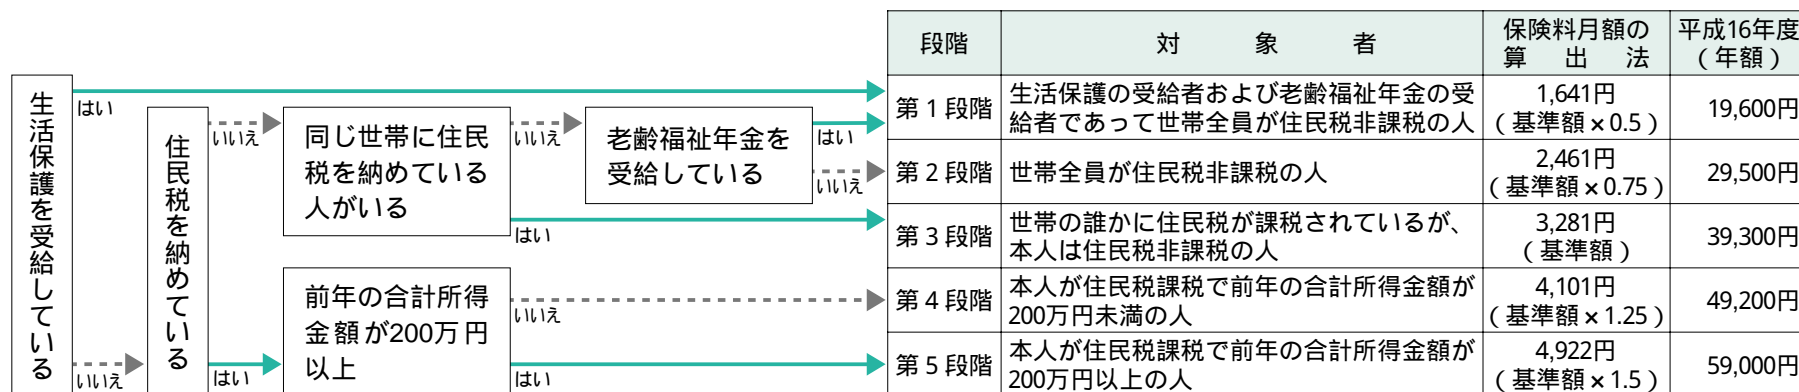 生活保護を受給している
はい
いいえ
住民税を納めている
いいえ
はい
同じ世帯に住民
税を納めている
人がいる
いいえ
はい
老齢福祉年金を
受給している
はい
いいえ
前年の合計所得
金額が200万円
以上
いいえ
はい
段階
対象者
保険料月額の
算出法
平成16年度
（年額）
第1段階
生活保護の受給者および老齢福祉年金の受
給者であって世帯全員が住民税非課税の人
1,641円
（基準額×0.5）
19,600円
第2段階
世帯全員が住民税非課税の人
2,461円
（基準額×0.75）
29,500円
第3段階
世帯の誰かに住民税が課税されているが、
本人は住民税非課税の人
3,281円
（基準額）
39,300円
第4段階
本人が住民税課税で前年の合計所得金額が
200万円未満の人
4,101円
（基準額×1.25）
49,200円
第5段階
本人が住民税課税で前年の合計所得金額が
200万円以上の人
4,922円
（基準額×1.5）
59,000円